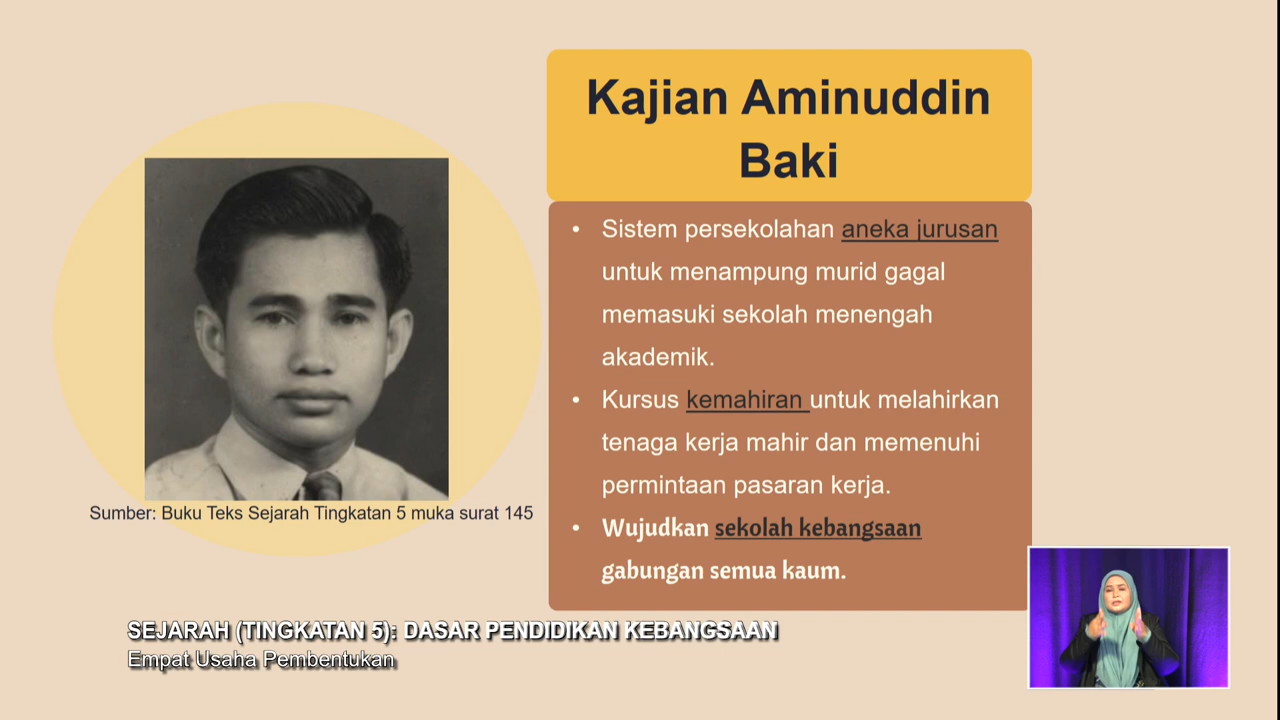 Kajian Aminuddin
Baki
• Sistem persekolahan aneka jurusan
untuk menampung murid gagal
memasuki sekolah menengah
akademik.
• Kursus kemahiran untuk melahirkan
tenaga kerja mahir dan memenuhi
permintaan pasaran kerja.
• Wujudkan sekolah kebangsaan
gabungan semua kaum.
Sumber: Buku Teks Sejarah Tingkatan 5 muka surat 145
SEJARAH (TINGKATAN 5): DASAR PENDIDIKAN KEBANGSAAN
Empat Usaha Pembentukan